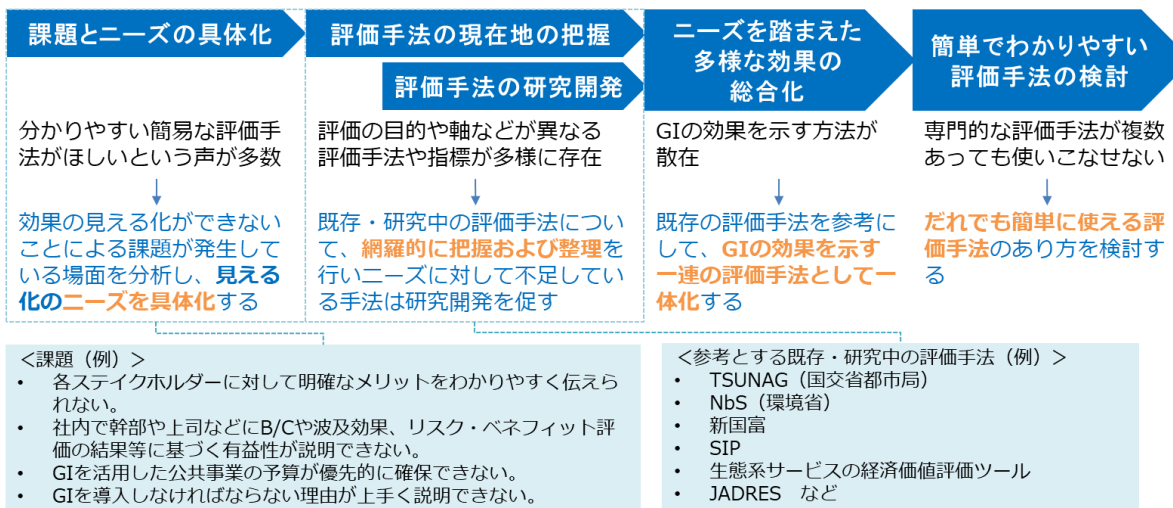 課題とニーズの具体化
評価手法の現在地の把握
評価手法の研究開発
ニーズを踏まえた
多様な効果の
総合化
簡単でわかりやすい
評価手法の検討
分かりやすい簡易な評価手
法がほしいという声が多数
効果の見える化ができない
ことによる課題が発生して
いる場面を分析し、見える
化のニーズを具体化する
評価の目的や軸などが異なる
評価手法や指標が多様に存在
既存・研究中の評価手法につい
て、網羅的に把握および整理を
行いニーズに対して不足してい
る手法は研究開発を促す
GIの効果を示す方法が
散在
既存の評価手法を参考に
して、GIの効果を示す
一連の評価手法として一
体化する
専門的な評価手法が複数
あっても使いこなせない
だれでも簡単に使える評
価手法のあり方を検討す
る
＜課題（例）＞
• 各ステイクホルダーに対して明確なメリットをわかりやすく伝えら
れない。
• 社内で幹部や上司などにB/Cや波及効果、リスク・ベネフィット評
価の結果等に基づく有益性が説明できない。
• GIを活用した公共事業の予算が優先的に確保できない。
• GIを導入しなければならない理由が上手く説明できない。
＜参考とする既存・研究中の評価手法（例）＞
• TSUNAG（国交省都市局）
• NbS（環境省）
• 新国富
• SIP
• 生態系サービスの経済価値評価ツール
• JADRES　など